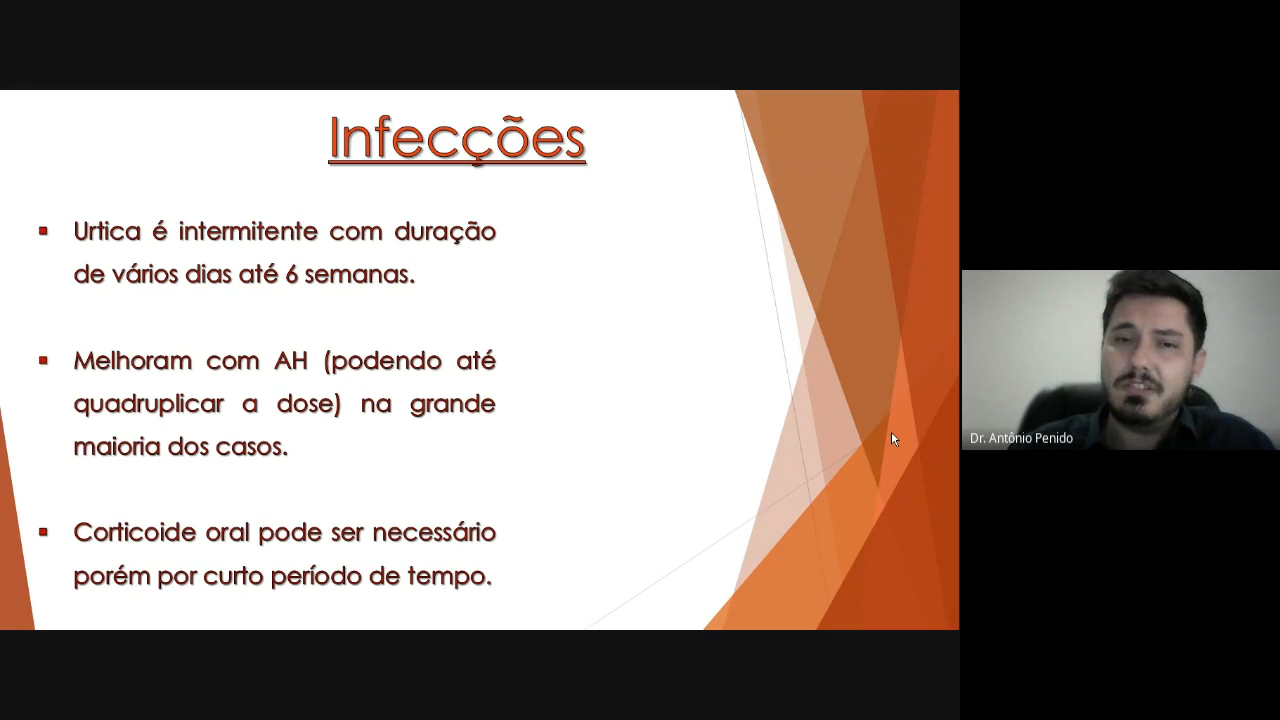 Infecções
▪ Urtica é intermitente com duração
de vários dias até 6 semanas.
▪ Melhoram com AH (podendo até
quadruplicar a dose) na grande
maioria dos casos.
▪ Corticoide oral pode ser necessário
porém por curto período de tempo.
Dr. Antônio Penido